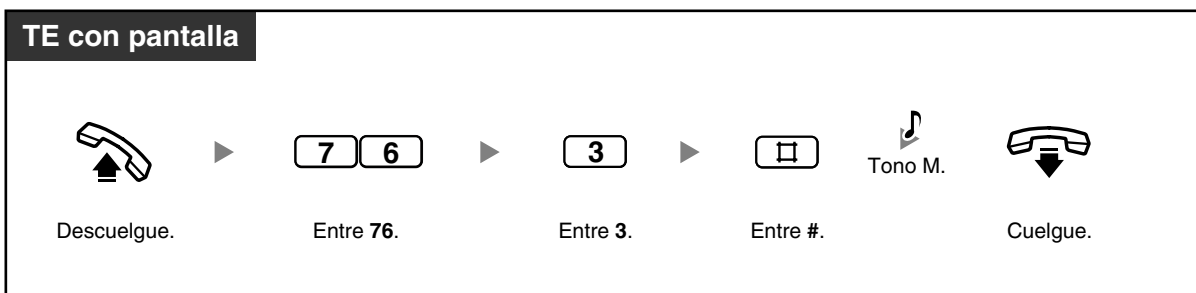 TE con pantalla
7 6 3 #
Tono M.
Descuelgue. Entre 76. Entre 3. Entre #. Cuelgue.